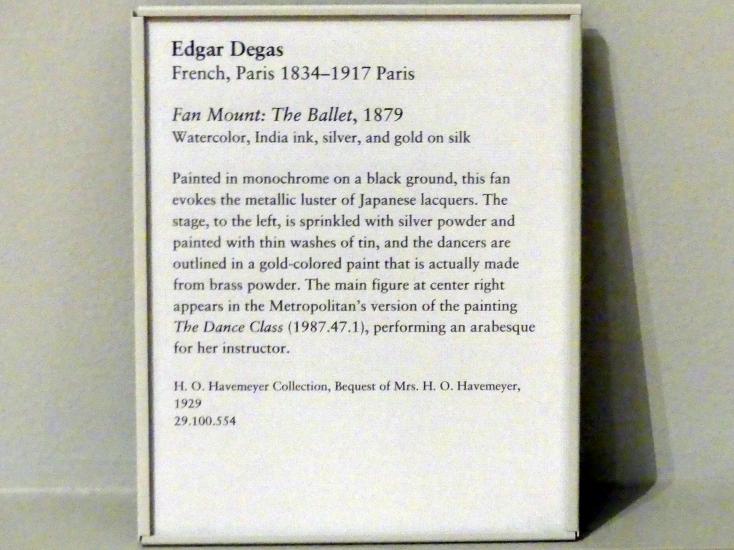 Edgar Degas
French, Paris 1834–1917 Paris
Fan Mount: The Ballet, 1879
Watercolor, India ink, silver, and gold on silk
Painted in monochrome on a black ground, this fan
evokes the metallic luster of Japanese lacquers. The
stage, to the left, is sprinkled with silver powder and
painted with thin washes of tin, and the dancers are
outlined in a gold-colored paint that is actually made
from brass powder. The main figure at center right
appears in the Metropolitan's version of the painting
The Dance Class (1987.47.1), performing an arabesque
for her instructor.
H. O. Havemeyer Collection, Bequest of Mrs. H. O. Havemeyer,
1929
29.100.554